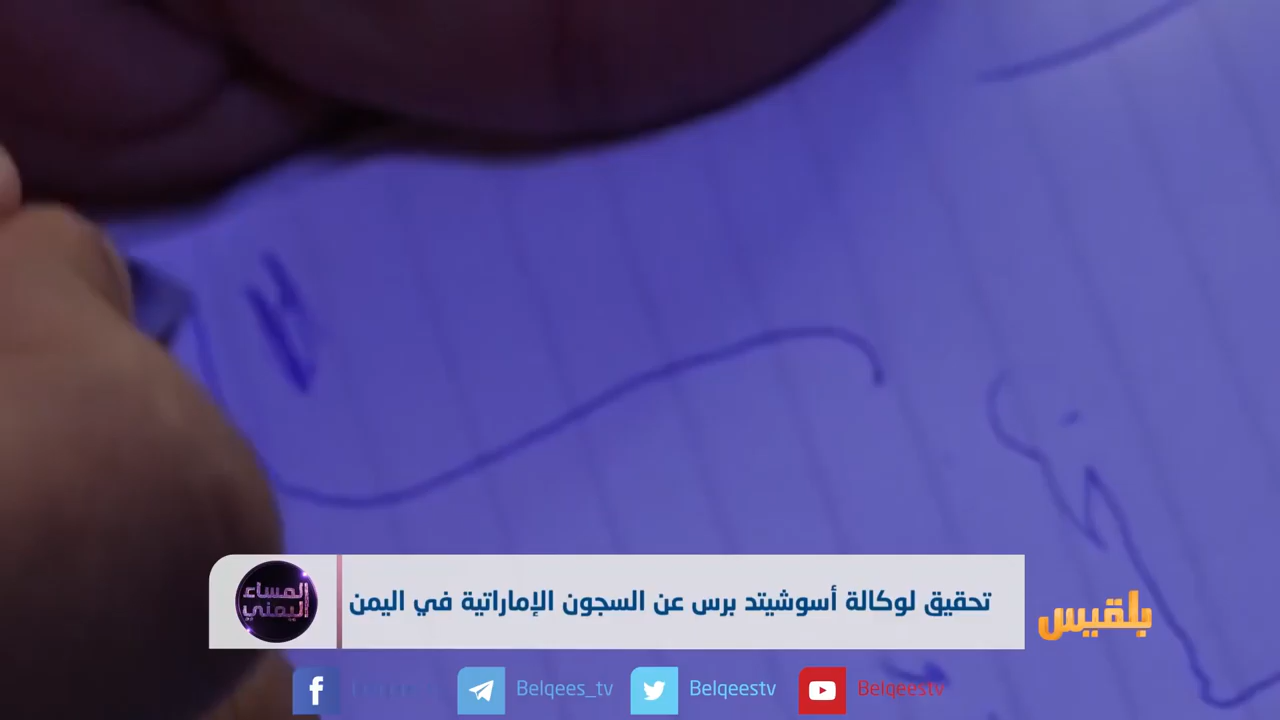 المساء
اليمني
تحقيق لوكالة أسوشيتد برس عن السجون الإماراتية في اليمن
بلقيس
Belqees_tv
Belqeestv
Belqeestv